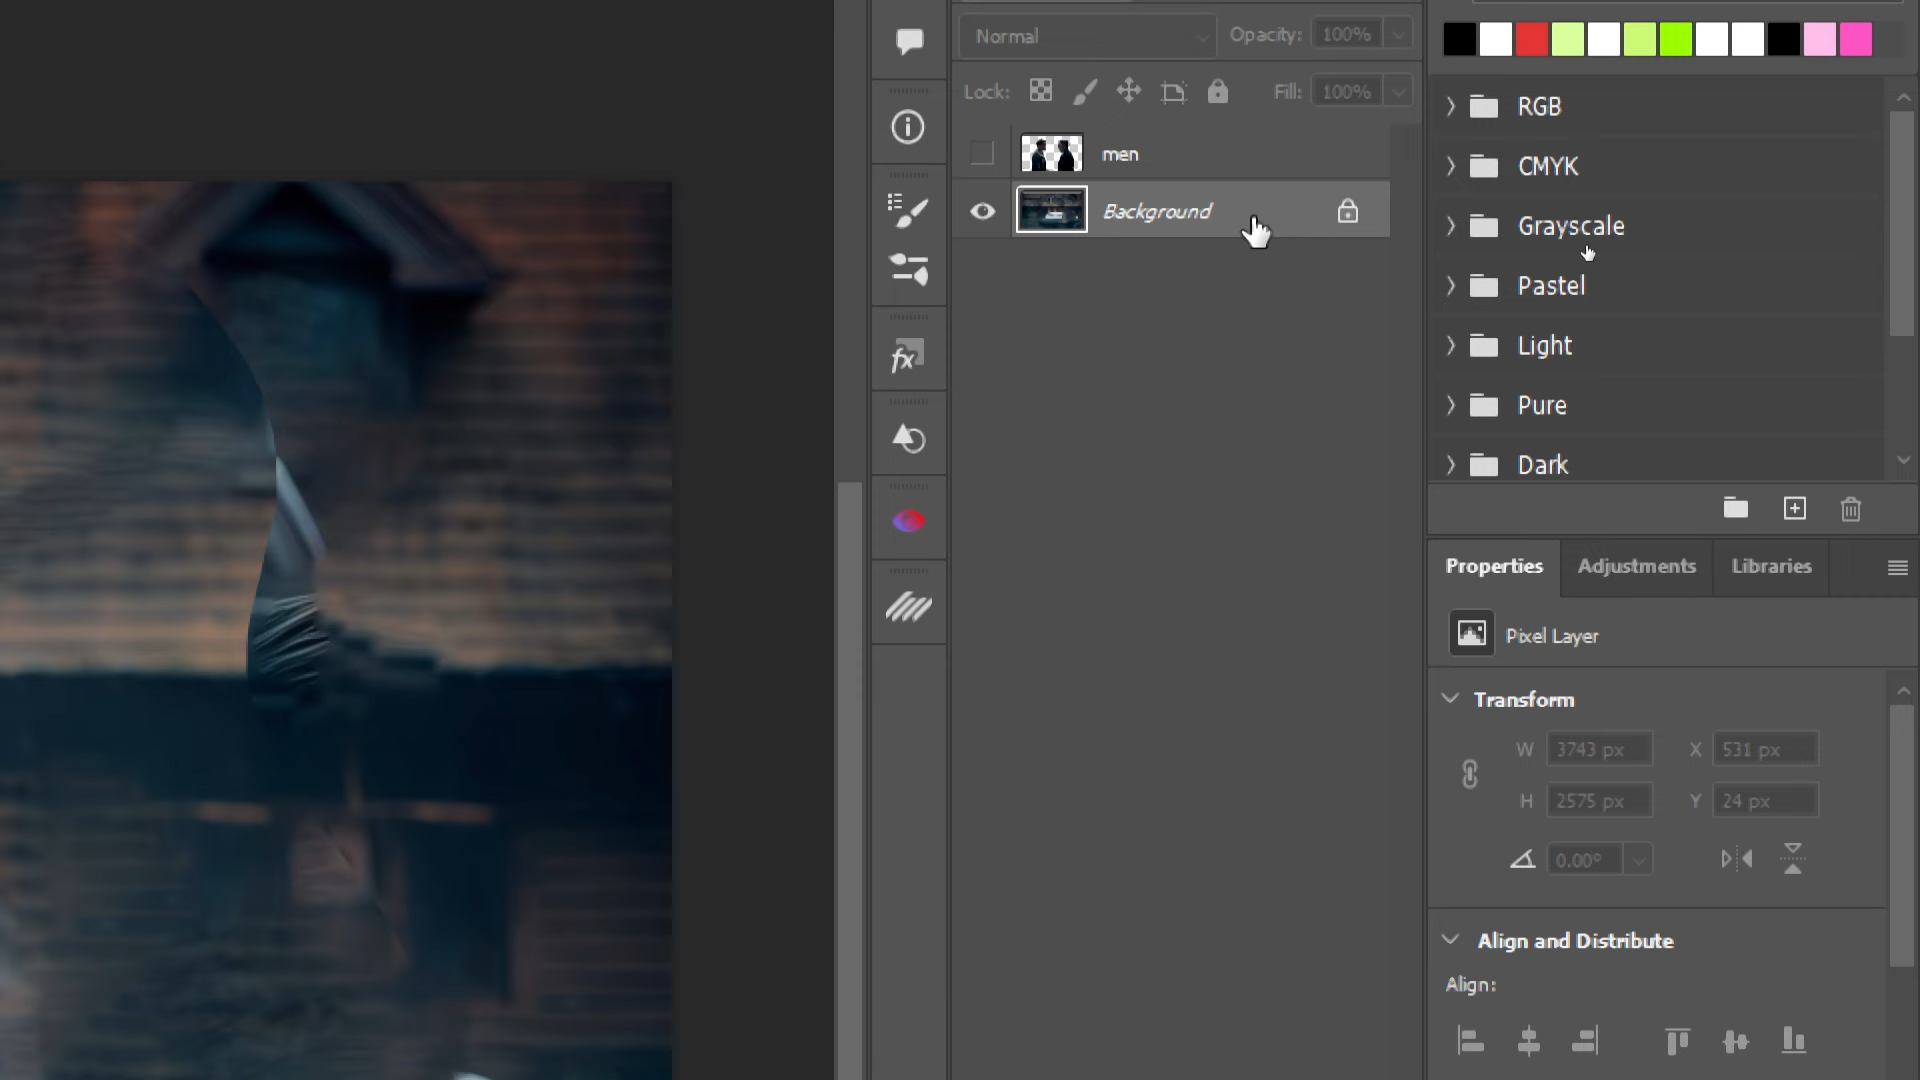 Normal
Opacity: 100%
Lock:
Fill: 100%
men
Background
fx
RGB
CMYK
Grayscale
Pastel
Light
Pure
Dark
Properties
Adjustments
Libraries
Pixel Layer
Transform
W 3743 px
X 531 px
H 2575 px
Y 24 px
0.00°
Align and Distribute
Align: